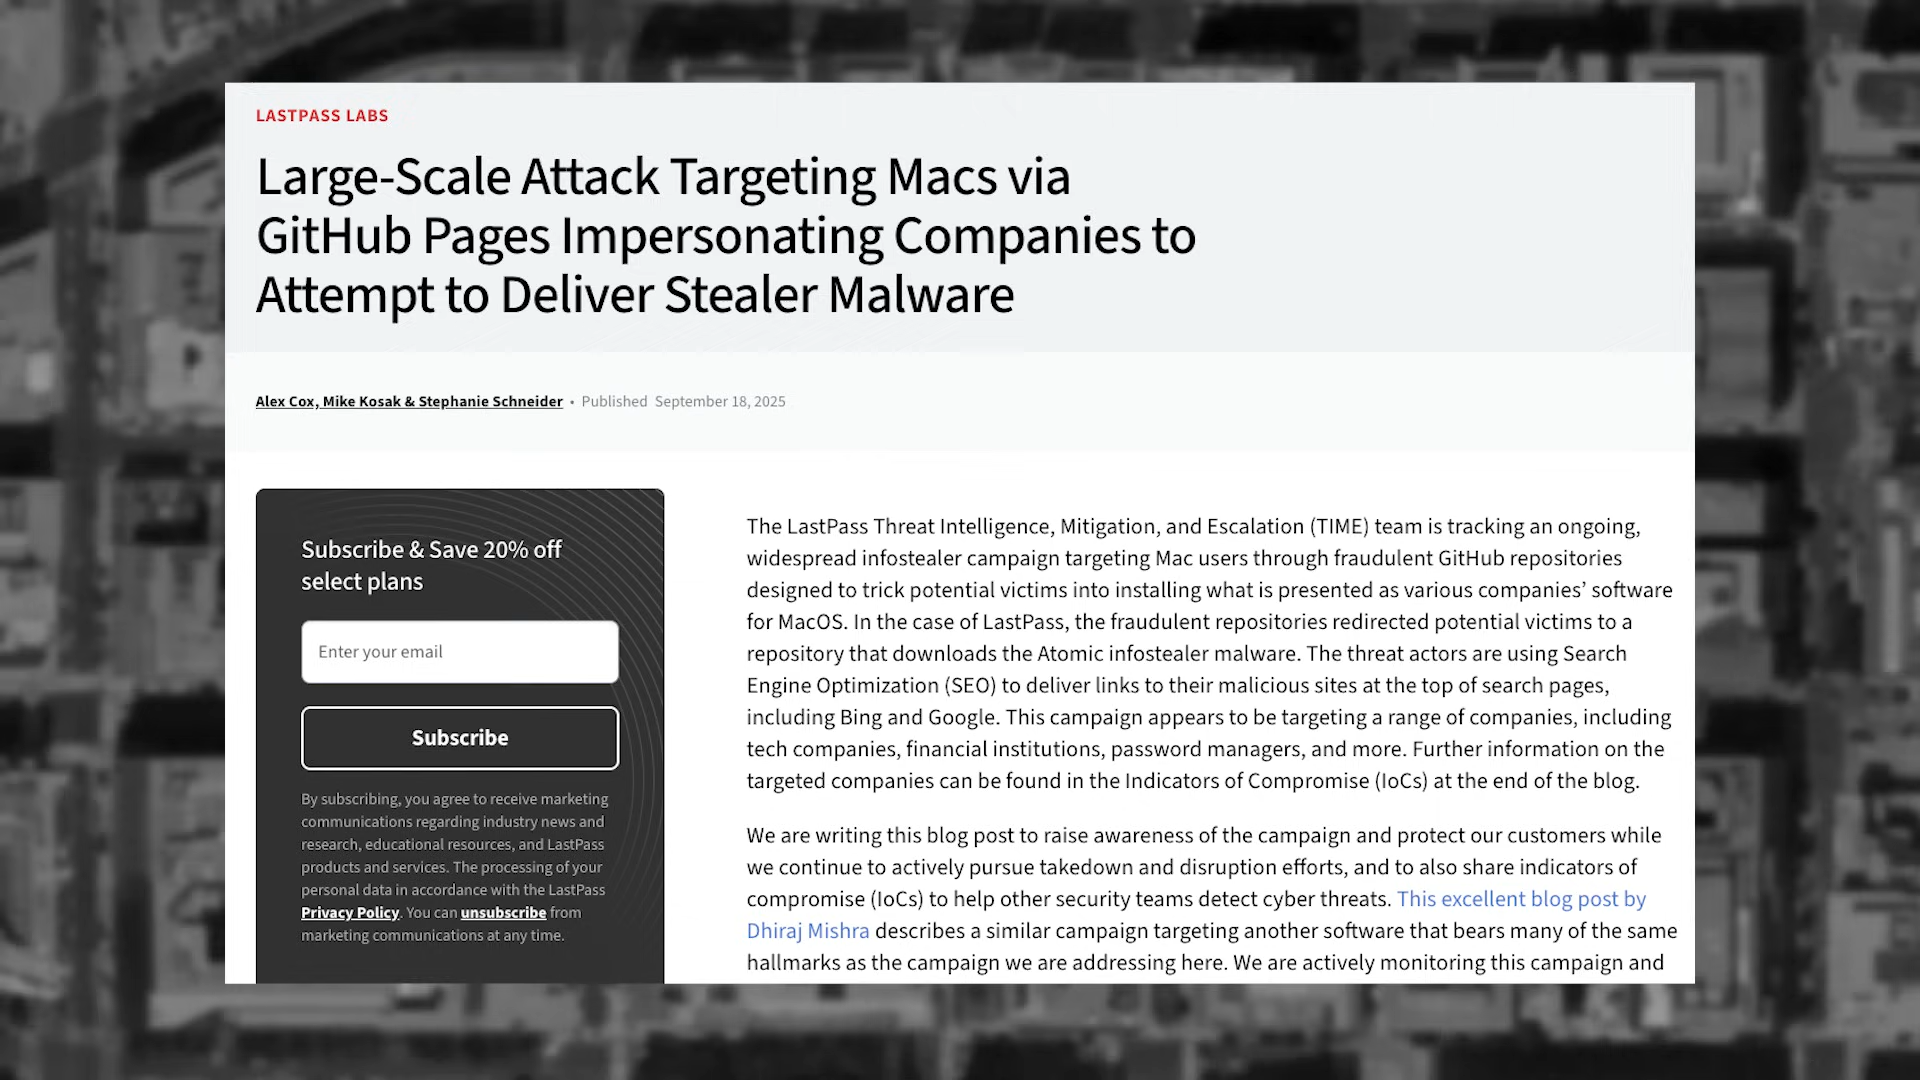 LASTPASS LABS
Large-Scale Attack Targeting Macs via
GitHub Pages Impersonating Companies to
Attempt to Deliver Stealer Malware
Alex Cox, Mike Kosak & Stephanie Schneider • Published September 18, 2025
Subscribe & Save 20% off
select plans
Enter your email
Subscribe
By subscribing, you agree to receive marketing
communications regarding industry news and
research, educational resources, and LastPass
products and services. The processing of your
personal data in accordance with the LastPass
Privacy Policy. You can unsubscribe from
marketing communications at any time.
The LastPass Threat Intelligence, Mitigation, and Escalation (TIME) team is tracking an ongoing,
widespread infostealer campaign targeting Mac users through fraudulent GitHub repositories
designed to trick potential victims into installing what is presented as various companies’ software
for MacOS. In the case of LastPass, the fraudulent repositories redirected potential victims to a
repository that downloads the Atomic infostealer malware. The threat actors are using Search
Engine Optimization (SEO) to deliver links to their malicious sites at the top of search pages,
including Bing and Google. This campaign appears to be targeting a range of companies, including
tech companies, financial institutions, password managers, and more. Further information on the
targeted companies can be found in the Indicators of Compromise (IoCs) at the end of the blog.
We are writing this blog post to raise awareness of the campaign and protect our customers while
we continue to actively pursue takedown and disruption efforts, and to also share indicators of
compromise (IoCs) to help other security teams detect cyber threats. This excellent blog post by
Dhiraj Mishra describes a similar campaign targeting another software that bears many of the same
hallmarks as the campaign we are addressing here. We are actively monitoring this campaign and